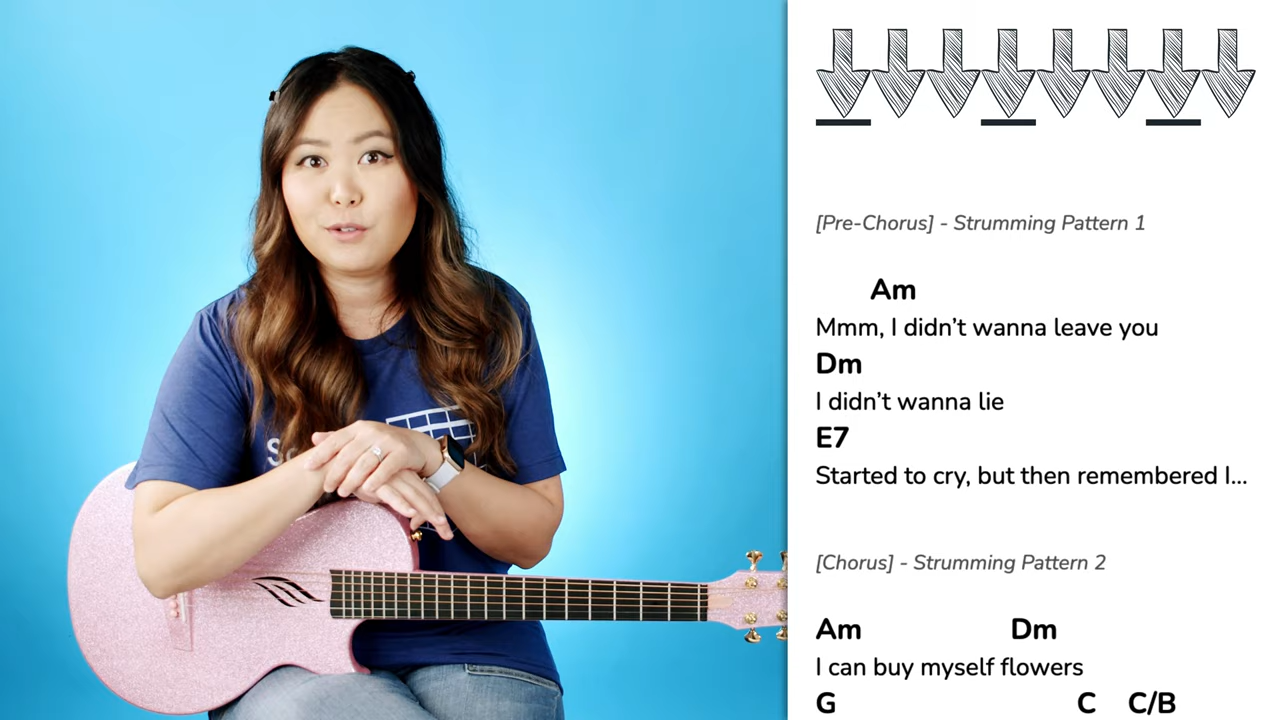 [Pre-Chorus] - Strumming Pattern 1
Am
Mmm, I didn’t wanna leave you
Dm
I didn’t wanna lie
E7
Started to cry, but then remembered I...
[Chorus] - Strumming Pattern 2
Am Dm
I can buy myself flowers
G C C/B